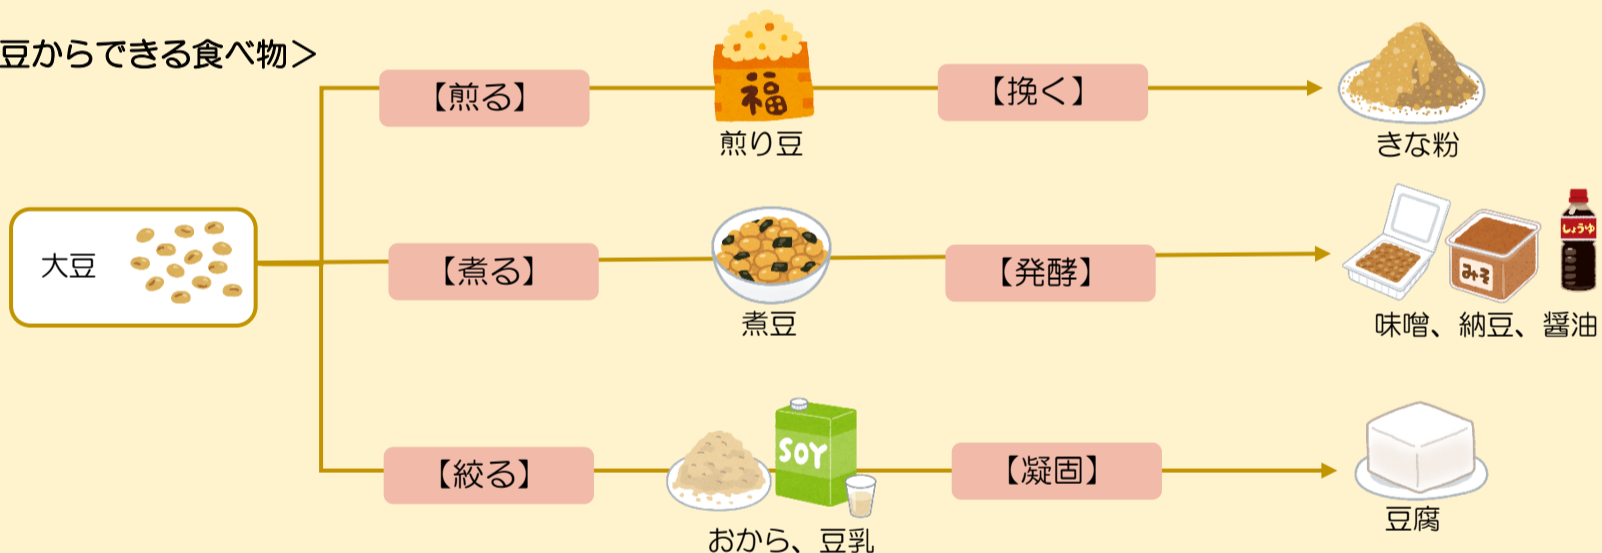 豆からできる食べ物＞
【煎る】
福
煎り豆
【挽く】
きな粉
大豆
【煮る】
煮豆
【発酵】
みそ
しょうゆ
味噌、納豆、醤油
【絞る】
SOY
おから、豆乳
【凝固】
豆腐